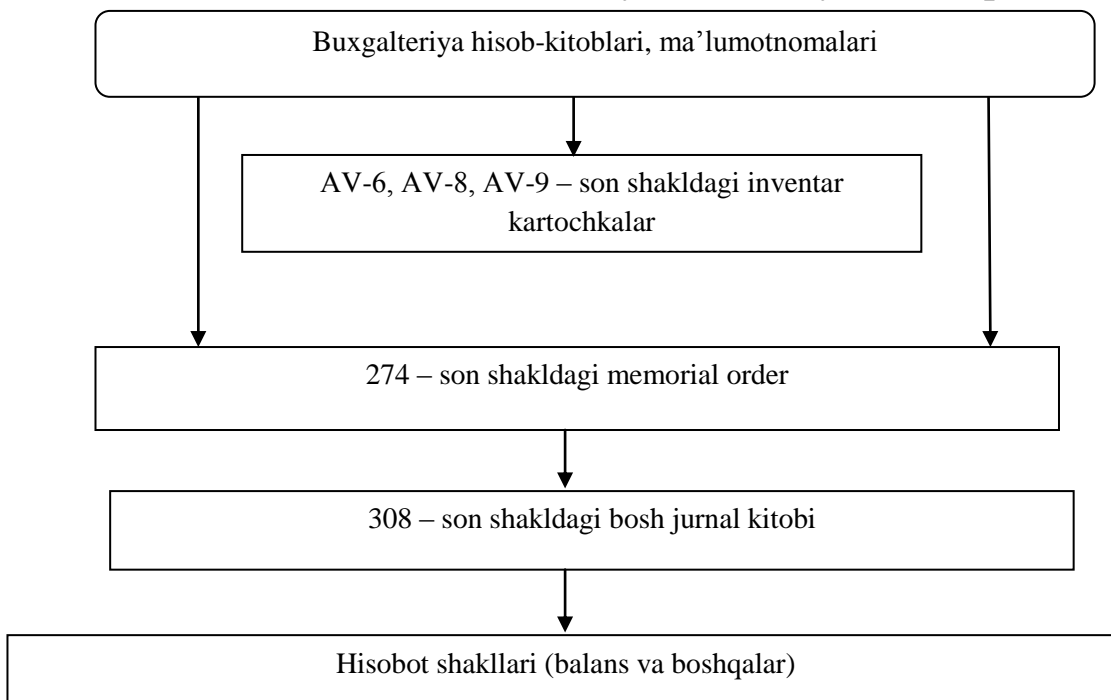 Buxgalteriya hisob-kitoblari, ma’lumotnomalari
AV-6, AV-8, AV-9 – son shakldagi inventar
kartochkalar
274 – son shakldagi memorial order
308 – son shakldagi bosh jurnal kitobi
Hisobot shakllari (balans va boshqalar)